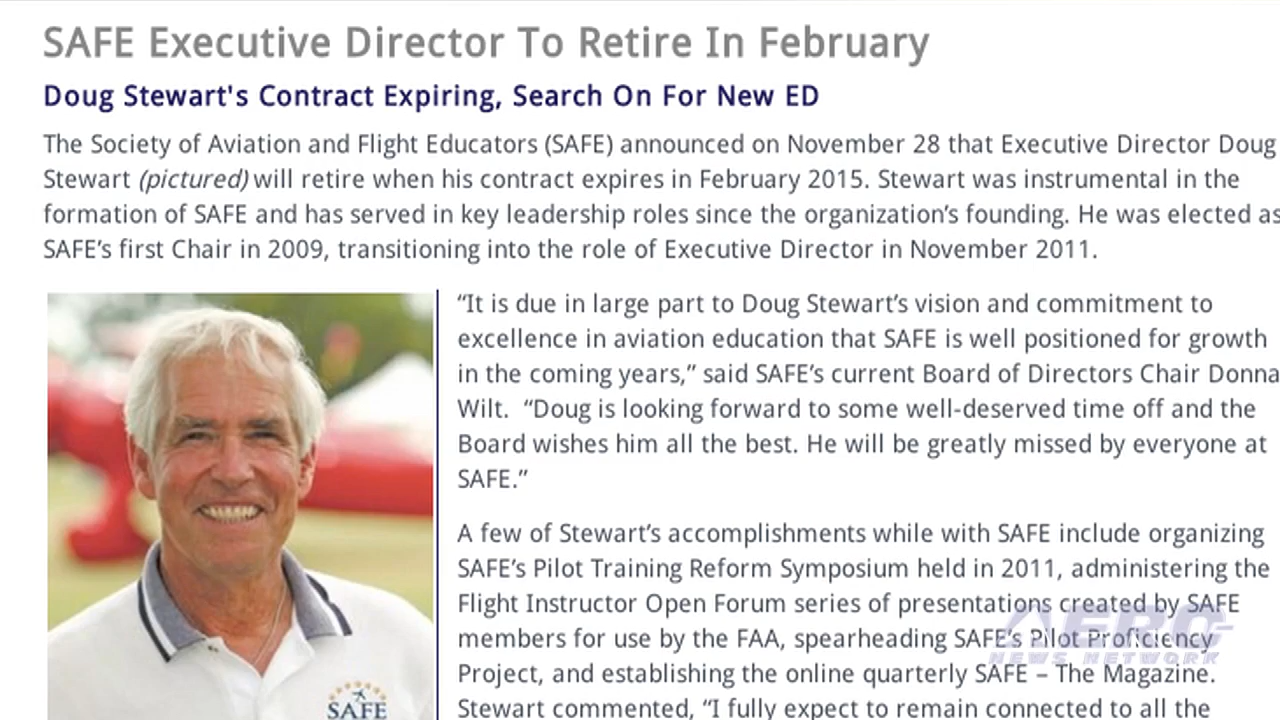 SAFE Executive Director To Retire In February
Doug Stewart's Contract Expiring, Search On For New ED
The Society of Aviation and Flight Educators (SAFE) announced on November 28 that Executive Director Doug
Stewart (pictured) will retire when his contract expires in February 2015. Stewart was instrumental in the
formation of SAFE and has served in key leadership roles since the organization’s founding. He was elected as
SAFE’s first Chair in 2009, transitioning into the role of Executive Director in November 2011.
“It is due in large part to Doug Stewart’s vision and commitment to
excellence in aviation education that SAFE is well positioned for growth
in the coming years,” said SAFE’s current Board of Directors Chair Donna
Wilt. “Doug is looking forward to some well-deserved time off and the
Board wishes him all the best. He will be greatly missed by everyone at
SAFE.”
A few of Stewart’s accomplishments while with SAFE include organizing
SAFE’s Pilot Training Reform Symposium held in 2011, administering the
Flight Instructor Open Forum series of presentations created by SAFE
members for use by the FAA, spearheading SAFE’s Pilot Proficiency
Project, and establishing the online quarterly SAFE – The Magazine.
Stewart commented, “I fully expect to remain connected to all the
SAFE
AERO
NEWS NETWORK